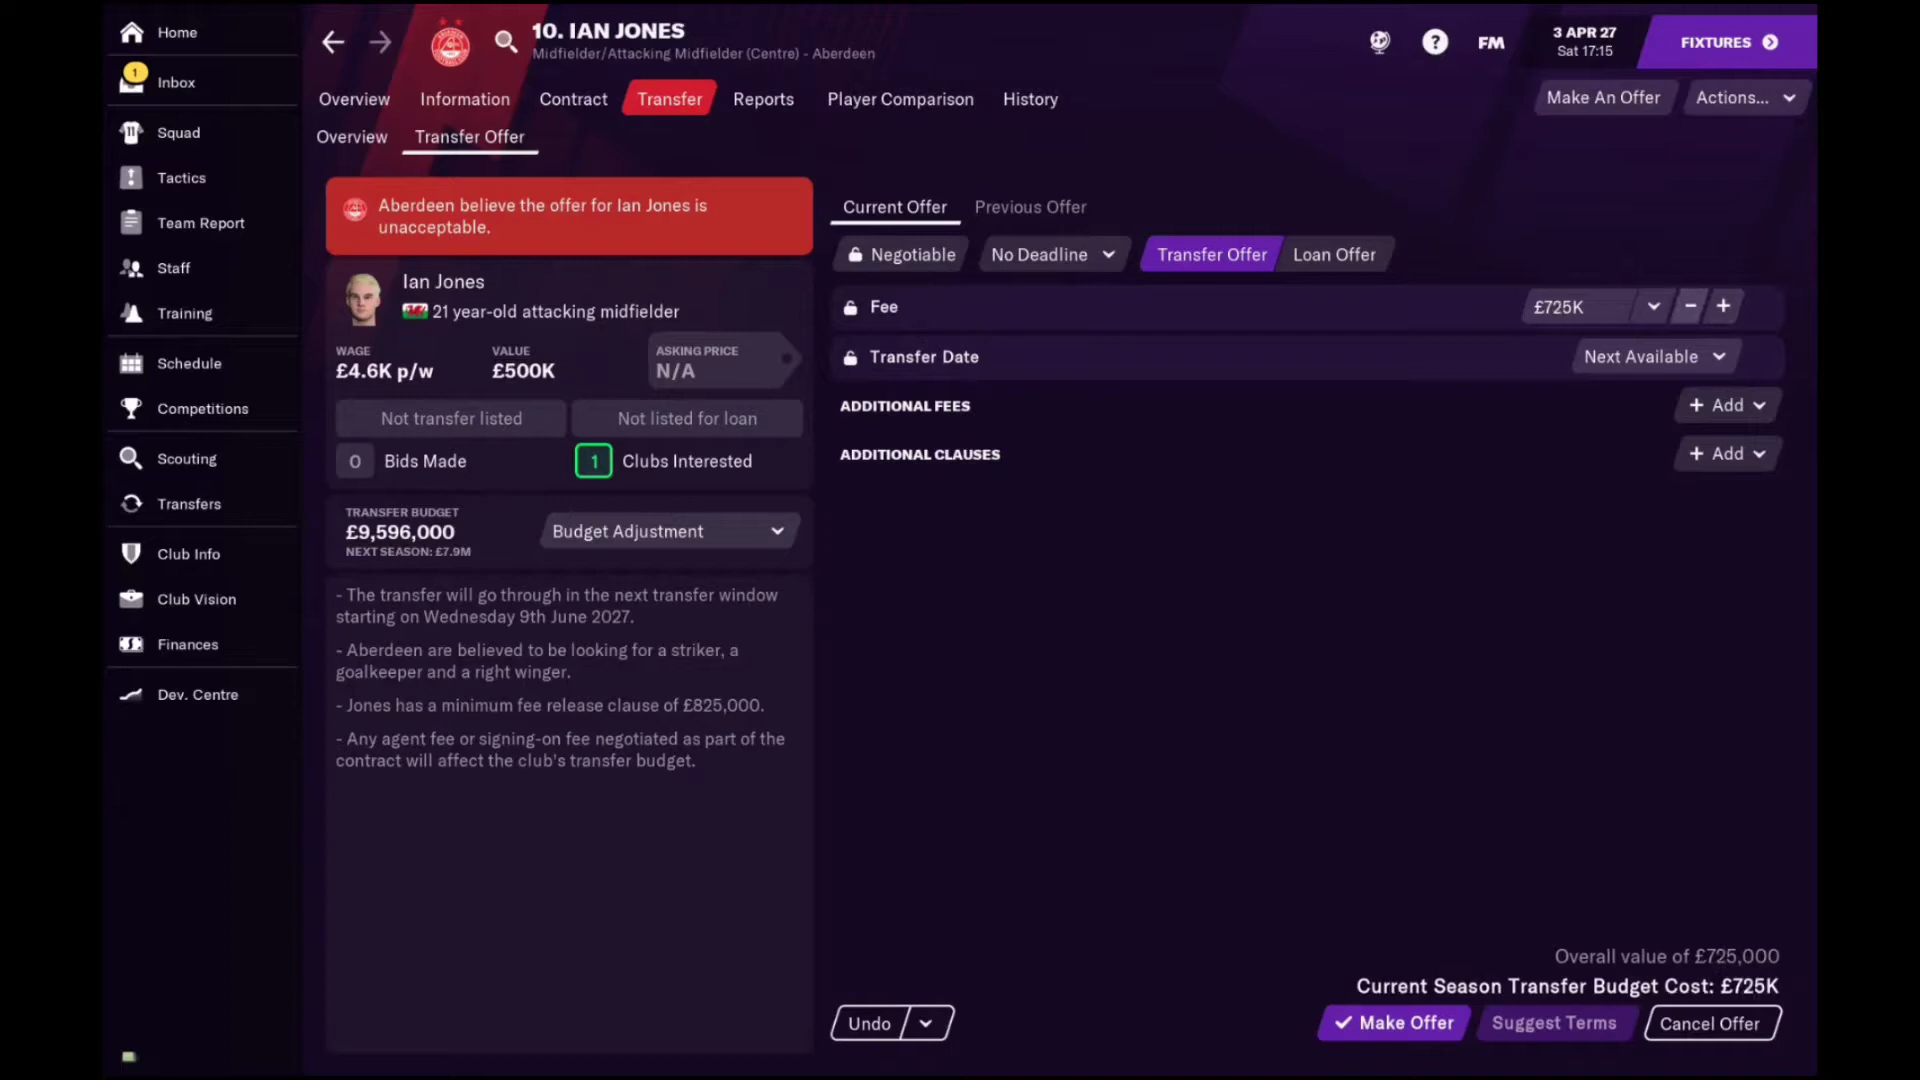 Home
Inbox
1
Squad
11
Tactics
Team Report
Staff
Training
Schedule
Competitions
Scouting
Transfers
Club Info
Club Vision
Finances
Dev. Centre
10. IAN JONES
Midfielder/Attacking Midfielder (Centre) - Aberdeen
?
FM
3 APR 27
Sat 17:15
FIXTURES
Overview Information Contract Transfer Reports Player Comparison History
Make An Offer Actions...
Overview Transfer Offer
Aberdeen believe the offer for Ian Jones is
unacceptable.
Ian Jones
21 year-old attacking midfielder
WAGE
£4.6K p/w
VALUE
£500K
ASKING PRICE
N/A
Not transfer listed Not listed for loan
0 Bids Made 1 Clubs Interested
TRANSFER BUDGET
£9,596,000
NEXT SEASON: £7.9M
Budget Adjustment
- The transfer will go through in the next transfer window
starting on Wednesday 9th June 2027.
- Aberdeen are believed to be looking for a striker, a
goalkeeper and a right winger.
- Jones has a minimum fee release clause of £825,000.
- Any agent fee or signing-on fee negotiated as part of the
contract will affect the club's transfer budget.
Current Offer Previous Offer
Negotiable No Deadline Transfer Offer Loan Offer
Fee £725K - +
Transfer Date Next Available
ADDITIONAL FEES + Add
ADDITIONAL CLAUSES + Add
Overall value of £725,000
Current Season Transfer Budget Cost: £725K
Undo Make Offer Suggest Terms Cancel Offer